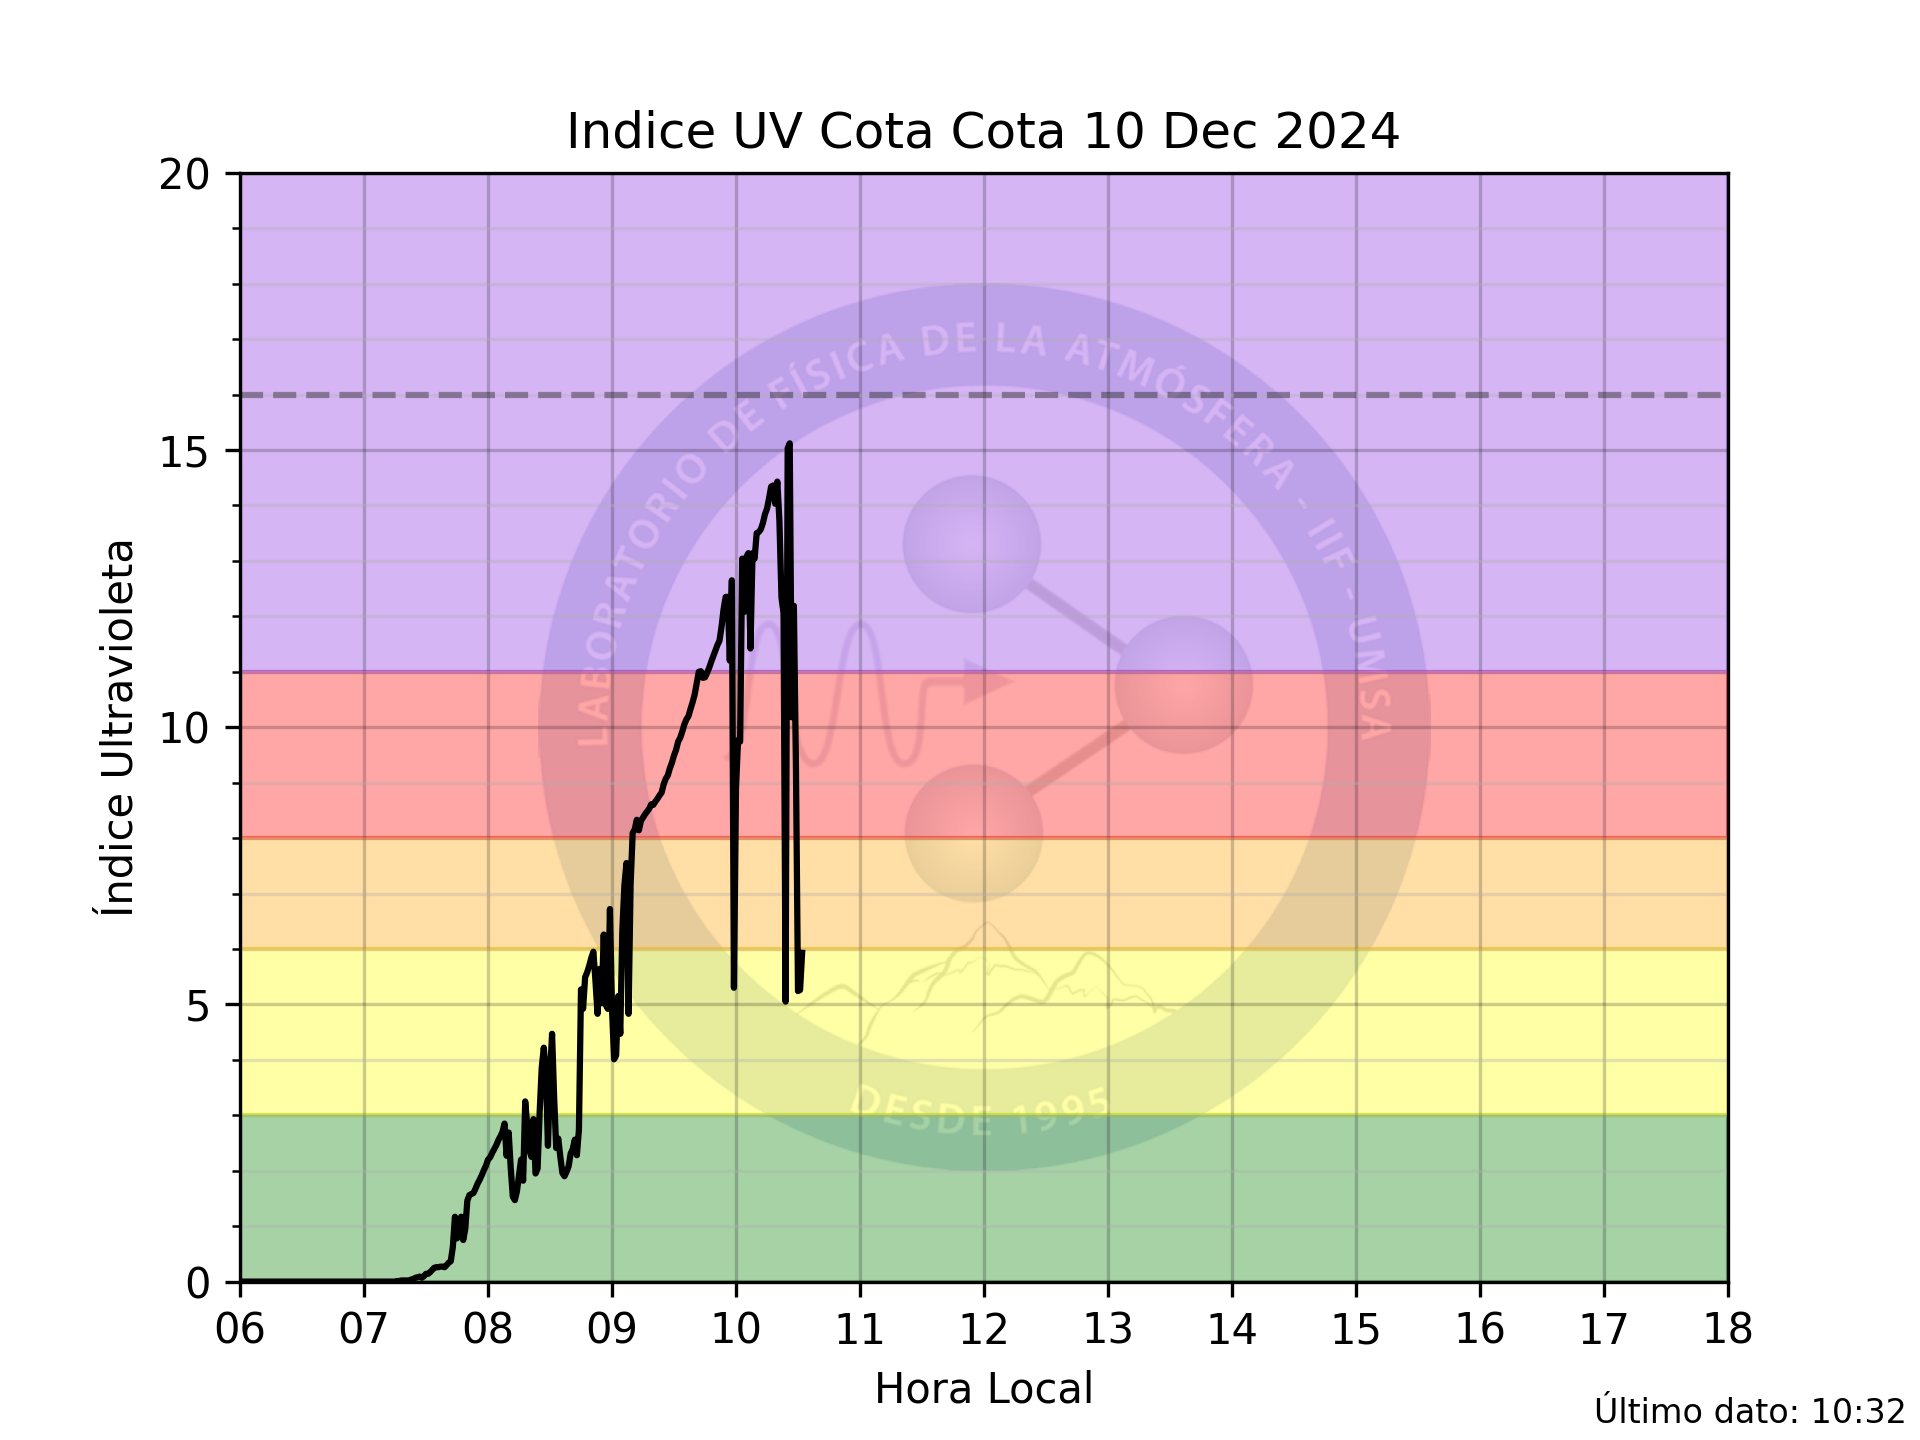 Indice UV Cota Cota 10 Dec 2024
20
15
10
5
0
Índice Ultravioleta
LABORATORIO DE FÍSICA DE LA ATMÓSFERA - IIF - UMSA
DESDE 1995
06 07 08 09 10 11 12 13 14 15 16 17 18
Hora Local
Último dato: 10:32